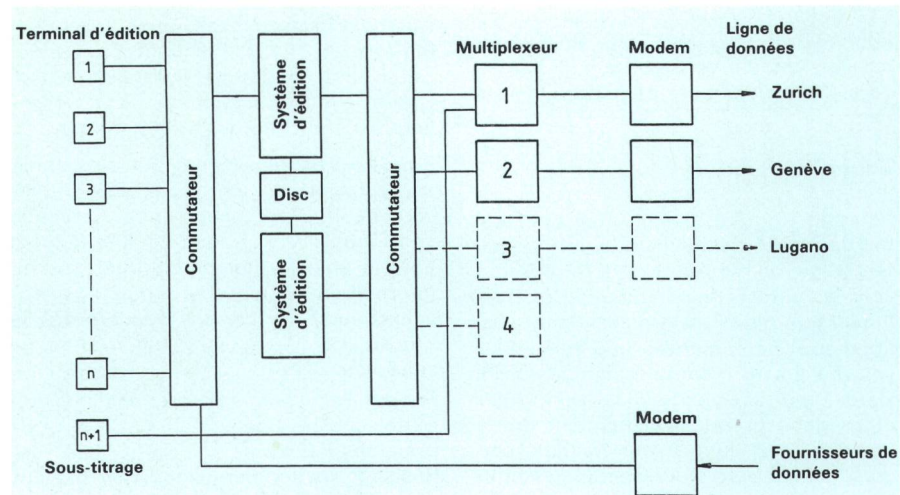 Terminal d'édition
1
2
3
n
n+1
Sous-titrage
Commutateur
Système
d'édition
Disc
Système
d'édition
Commutateur
Multiplexeur
1
2
3
4
Modem
Ligne de
données
Zurich
Genève
Lugano
Modem
Fournisseurs de
données